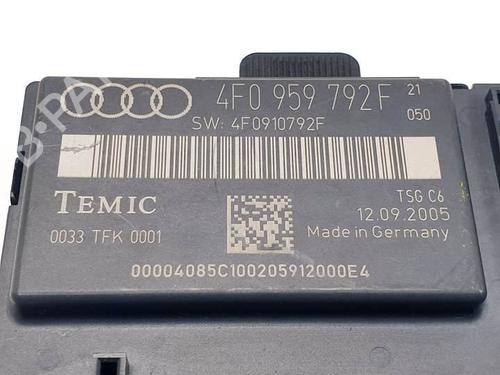 4F0 959 792F 21
SW: 4F0910792F 050
TEMIC
TSG C6
0033 TFK 0001
12.09.2005
Made in Germany
00004085C100205912000E4
B-PA